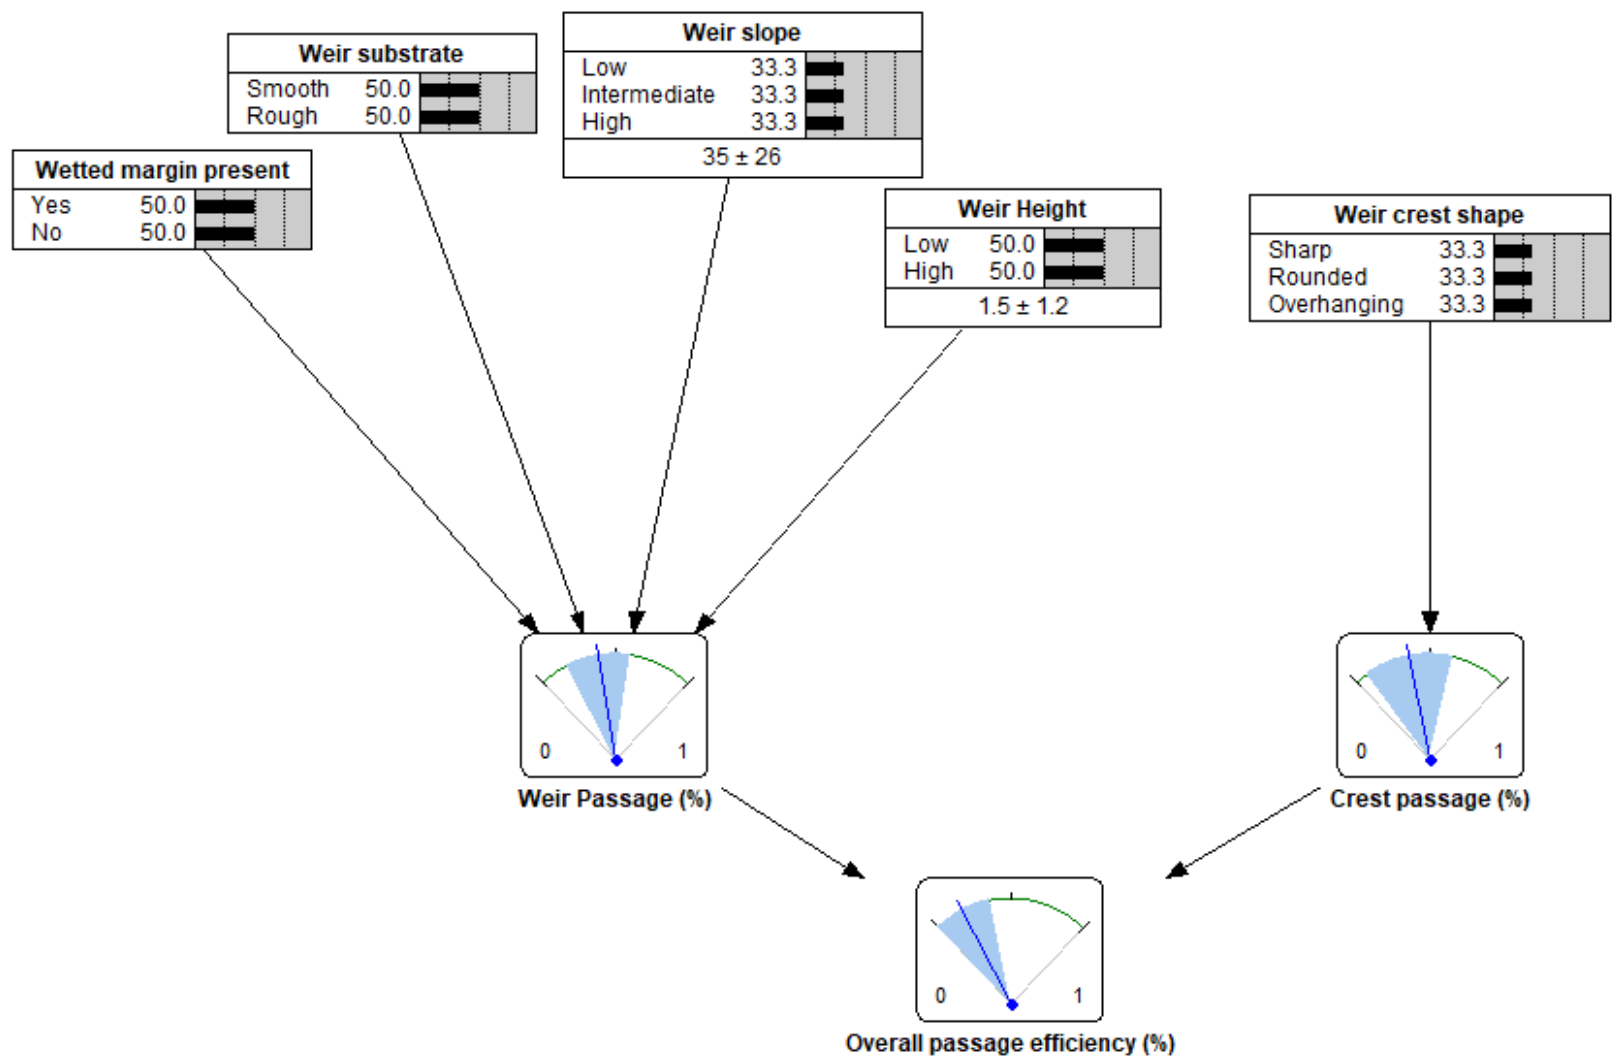 Weir slope
Low 33.3
Intermediate 33.3
High 33.3
35 ± 26
Weir substrate
Smooth 50.0
Rough 50.0
Wetted margin present
Yes 50.0
No 50.0
Weir Height
Low 50.0
High 50.0
1.5 ± 1.2
Weir crest shape
Sharp 33.3
Rounded 33.3
Overhanging 33.3
0 1
Weir Passage (%)
0 1
Crest passage (%)
0 1
Overall passage efficiency (%)